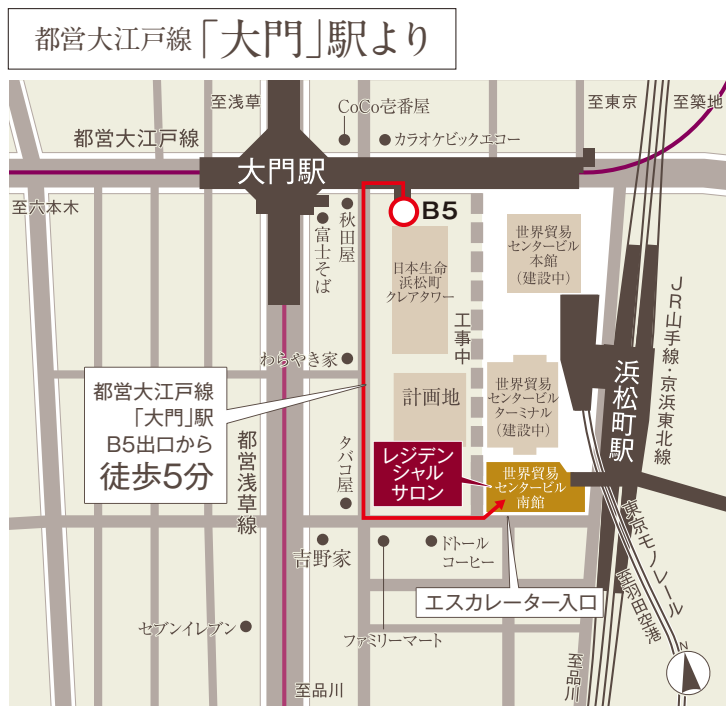 都営大江戸線「大門」駅より
至浅草
CoCo壱番屋
至東京
至築地
都営大江戸線
カラオケビックエコー
大門駅
至六本木
B5
秋田屋
富士そば
世界貿易
センタービル
本館
(建設中)
日本生命
浜松町
クレアタワー
工事中
JR山手線・京浜東北線
わらやき家
浜松町駅
都営大江戸線
「大門」駅
B5出口から
徒歩5分
計画地
世界貿易
センタービル
ターミナル
(建設中)
都営浅草線
タバコ屋
レジデン
シャル
サロン
世界貿易
センタービル
南館
東京モノレール
至羽田空港
吉野家
ドトール
コーヒー
エスカレーター入口
セブンイレブン
ファミリーマート
N
至品川
至品川